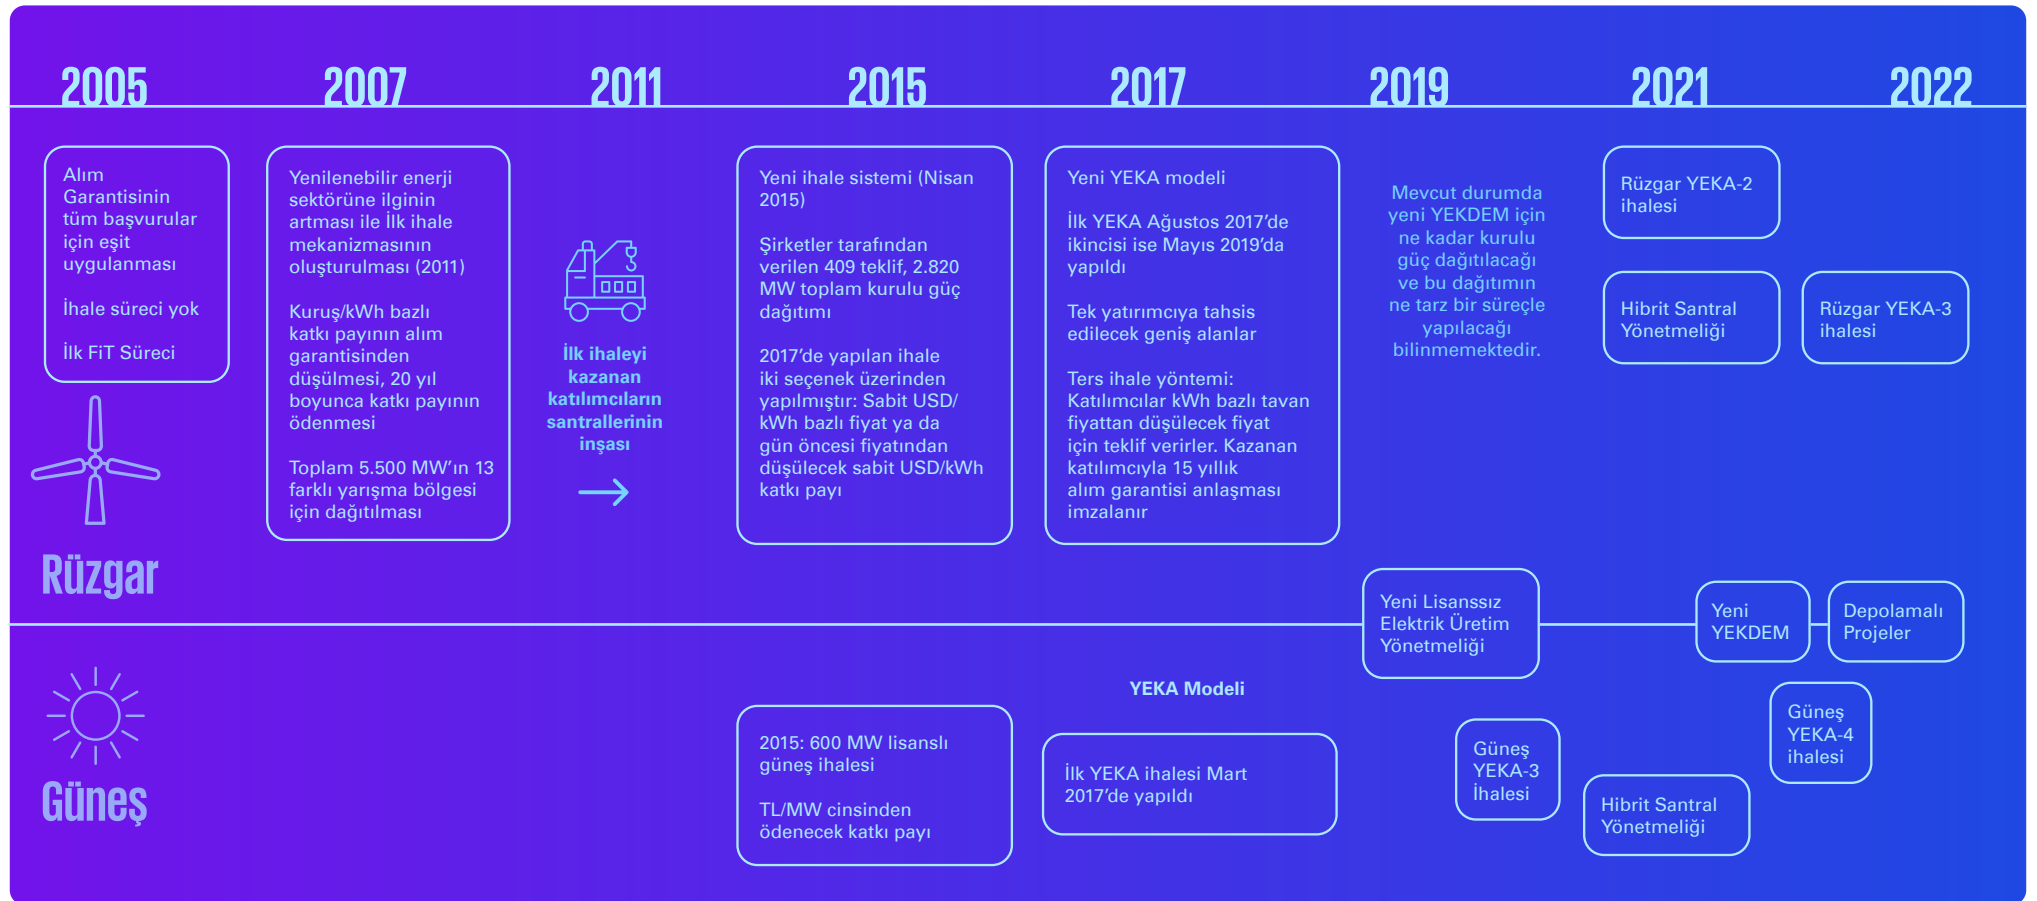 2005
2007
2011
2015
2017
2019
2021
2022
Alım
Garantisinin
tüm başvurular
için eşit
uygulanması
İhale süreci yok
İlk FiT Süreci
Yenilenebilir enerji
sektörüne ilginin
artması ile İlk ihale
mekanizmasının
oluşturulması (2011)
Kuruş/kWh bazlı
katkı payının alım
garantisinden
düşülmesi, 20 yıl
boyunca katkı payının
ödenmesi
Toplam 5.500 MW’ın 13
farklı yarışma bölgesi
için dağıtılması
İlk ihaleyi
kazanan
katılımcıların
santrallerinin
inşası
Yeni ihale sistemi (Nisan
2015)
Şirketler tarafından
verilen 409 teklif, 2.820
MW toplam kurulu güç
dağıtımı
2017’de yapılan ihale
iki seçenek üzerinden
yapılmıştır: Sabit USD/
kWh bazlı fiyat ya da
gün öncesi fiyatından
düşülecek sabit USD/kWh
katkı payı
Yeni YEKA modeli
İlk YEKA Ağustos 2017’de
ikincisi ise Mayıs 2019’da
yapıldı
Tek yatırımcıya tahsis
edilecek geniş alanlar
Ters ihale yöntemi:
Katılımcılar kWh bazlı tavan
fiyattan düşülecek fiyat
için teklif verirler. Kazanan
katılımcıyla 15 yıllık
alım garantisi anlaşması
imzalanır
Mevcut durumda
yeni YEKDEM için
ne kadar kurulu
güç dağıtılacağı
ve bu dağıtımın
ne tarz bir süreçle
yapılacağı
bilinmemektedir.
Rüzgar YEKA-2
ihalesi
Hibrit Santral
Yönetmeliği
Rüzgar YEKA-3
ihalesi
Rüzgar
Yeni Lisanssız
Elektrik Üretim
Yönetmeliği
Yeni
YEKDEM
Depolamalı
Projeler
Güneş
2015: 600 MW lisanslı
güneş ihalesi
TL/MW cinsinden
ödenecek katkı payı
YEKA Modeli
İlk YEKA ihalesi Mart
2017’de yapıldı
Güneş
YEKA-3
İhalesi
Hibrit Santral
Yönetmeliği
Güneş
YEKA-4
ihalesi